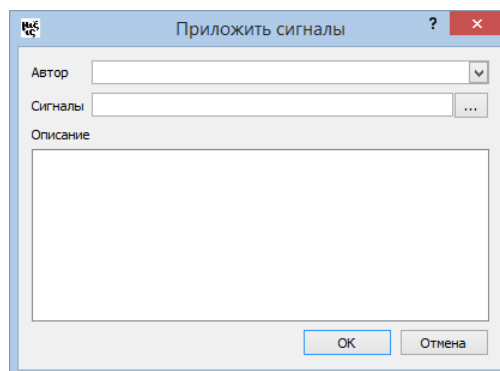 Приложить сигналы ?
Автор
Сигналы ...
Описание
OK Отмена